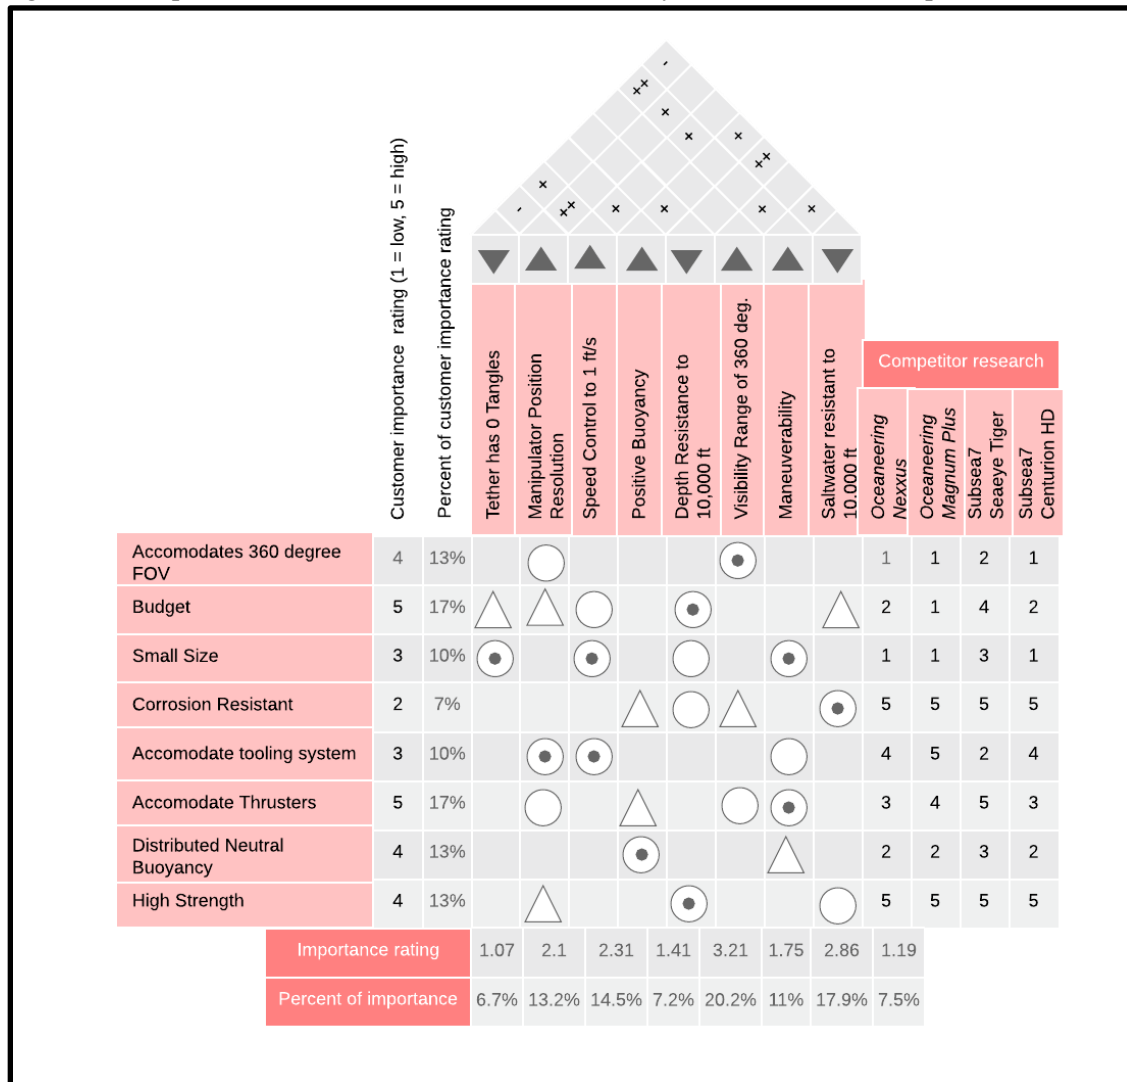 Customer importance rating (1 = low, 5 = high)
Percent of customer importance rating
- 
++
+
+ +
++
+
- ++ + + + +
Tether has 0 Tangles
Manipulator Position
Resolution
Speed Control to 1 ft/s
Positive Buoyancy
Depth Resistance to
10,000 ft
Visibility Range of 360 deg.
Maneuverability
Saltwater resistant to
10.000 ft
Competitor research
Oceaneering
Nexxus
Oceaneering
Magnum Plus
Subsea7
Seaeye Tiger
Subsea7
Centurion HD
Accomodates 360 degree
FOV
4 13% 1 1 2 1
Budget 5 17% 2 1 4 2
Small Size 3 10% 1 1 3 1
Corrosion Resistant 2 7% 5 5 5 5
Accomodate tooling system 3 10% 4 5 2 4
Accomodate Thrusters 5 17% 3 4 5 3
Distributed Neutral
Buoyancy
4 13% 2 2 3 2
High Strength 4 13% 5 5 5 5
Importance rating 1.07 2.1 2.31 1.41 3.21 1.75 2.86 1.19
Percent of importance 6.7% 13.2% 14.5% 7.2% 20.2% 11% 17.9% 7.5%